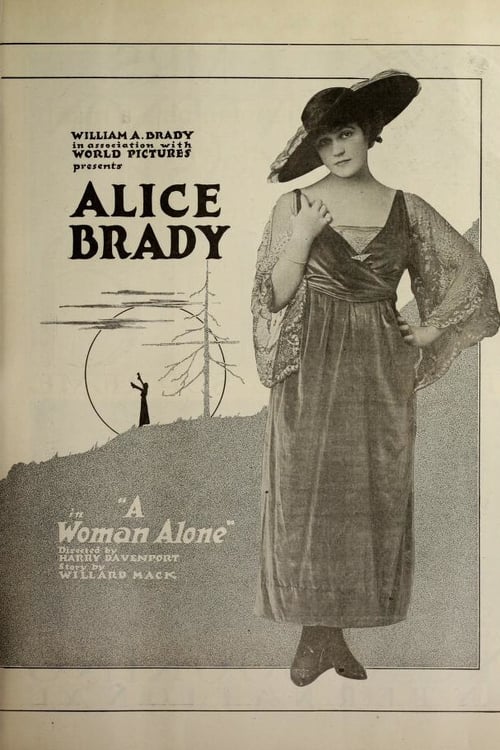 WILLIAM A. BRADY
in association with
WORLD PICTURES
presents
ALICE
BRADY
in "A
Woman Alone"
Directed by
HARRY DAVENPORT
Story by
WILLARD MACK